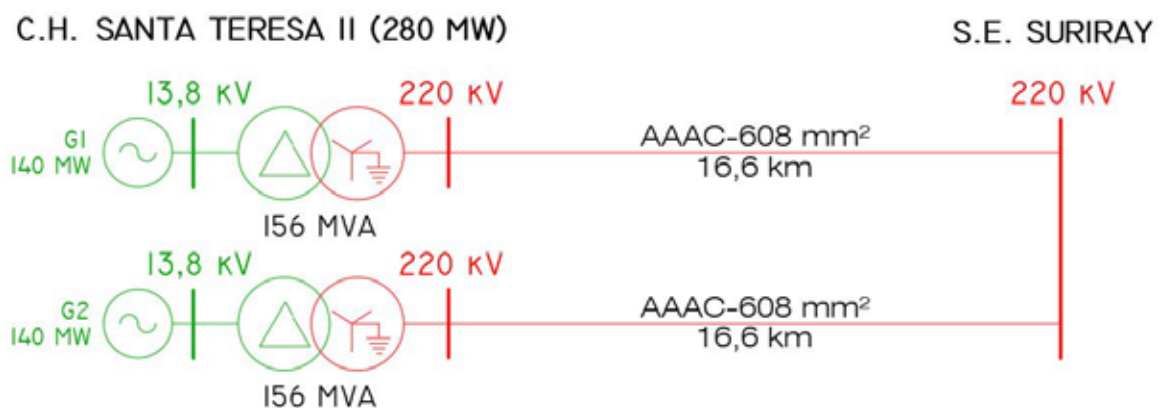 C.H. SANTA TERESA II (280 MW)
S.E. SURIRAY
13,8 kV
220 kV
220 kV
G1
140 MW
AAAC-608 mm²
16,6 km
156 MVA
13,8 kV
220 kV
G2
140 MW
AAAC-608 mm²
16,6 km
156 MVA